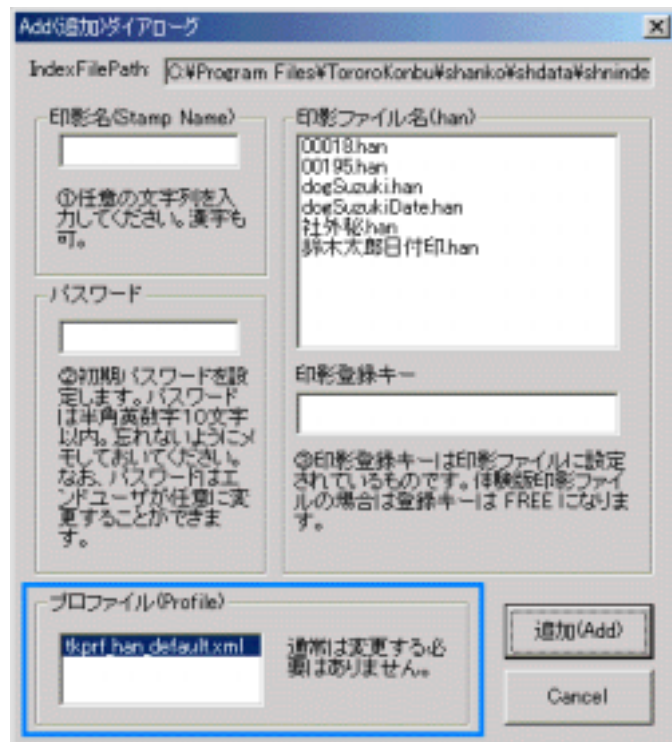 Add(追加)ダイアローグ
IndexFilePath: C:¥Program Files¥TororoKonbu¥shanko¥shdata¥shninde
印影名(Stamp Name)
①任意の文字列を入
力してください。漢字も
可。
パスワード
②初期パスワードを設
定します。パスワード
は半角英数字10文字
以内。忘れないようにメ
モしておいてください。
なお、パスワードはエ
ンドユーザが任意に変
更することができま
す。
印影ファイル名(han)
00018.han
00195.han
dogSuzuki.han
dogSuzukiDate.han
社外秘.han
鈴木太郎日付印.han
印影登録キー
③印影登録キーは印影ファイルに設定
されているものです。体験版印影ファイ
ルの場合は登録キーは FREE になりま
す。
プロファイル(Profile)
tkprf_han_default.xml
通常は変更する必
要はありません。
追加(Add)
Cancel